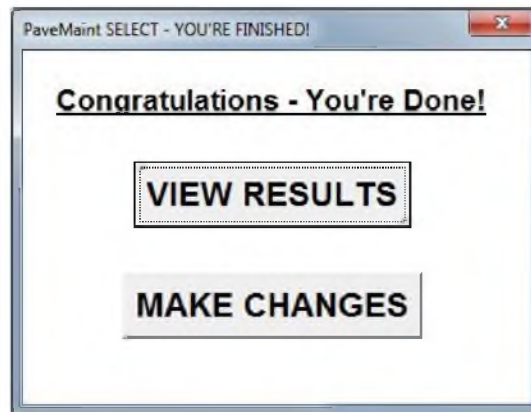 PaveMaint SELECT - YOU'RE FINISHED!
Congratulations - You're Done!
VIEW RESULTS
MAKE CHANGES